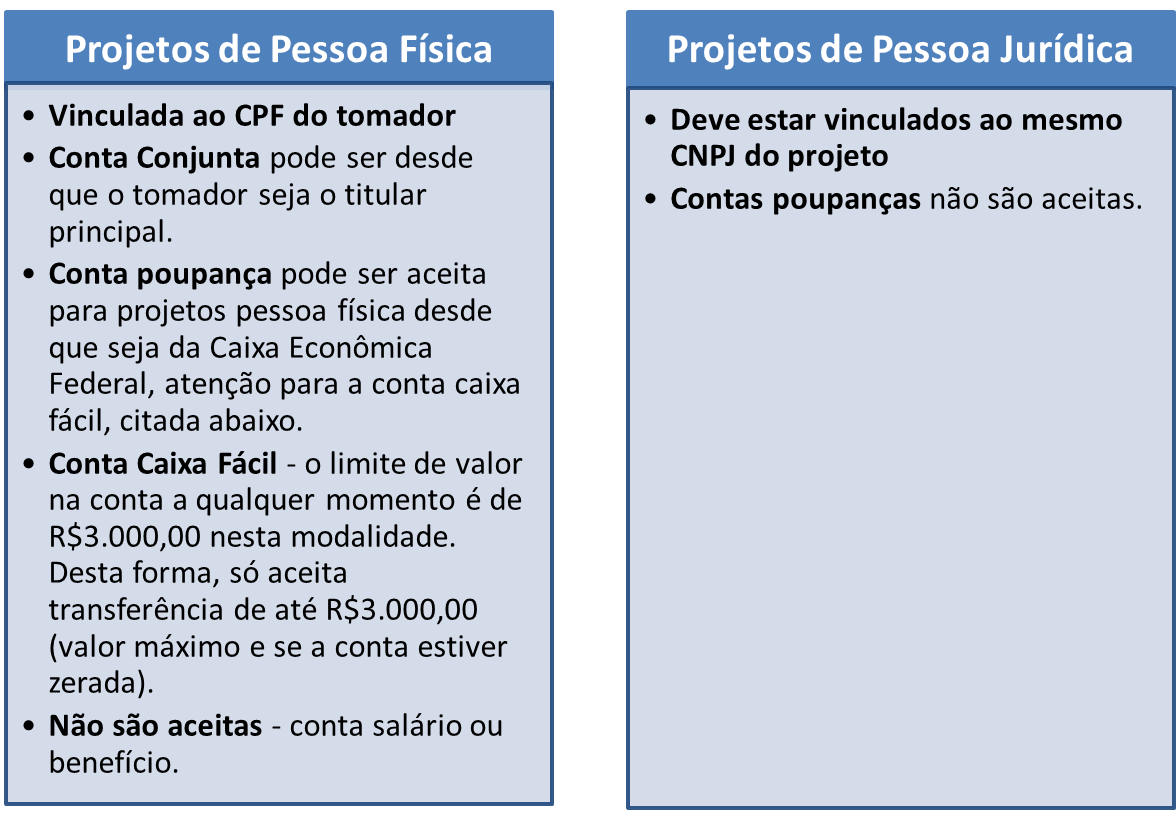 Projetos de Pessoa Física
• Vinculada ao CPF do tomador
• Conta Conjunta pode ser desde
que o tomador seja o titular
principal.
• Conta poupança pode ser aceita
para projetos pessoa física desde
que seja da Caixa Econômica
Federal, atenção para a conta caixa
fácil, citada abaixo.
• Conta Caixa Fácil - o limite de valor
na conta a qualquer momento é de
R$3.000,00 nesta modalidade.
Desta forma, só aceita
transferência de até R$3.000,00
(valor máximo e se a conta estiver
zerada).
• Não são aceitas - conta salário ou
benefício.
Projetos de Pessoa Jurídica
• Deve estar vinculados ao mesmo
CNPJ do projeto
• Contas poupanças não são aceitas.